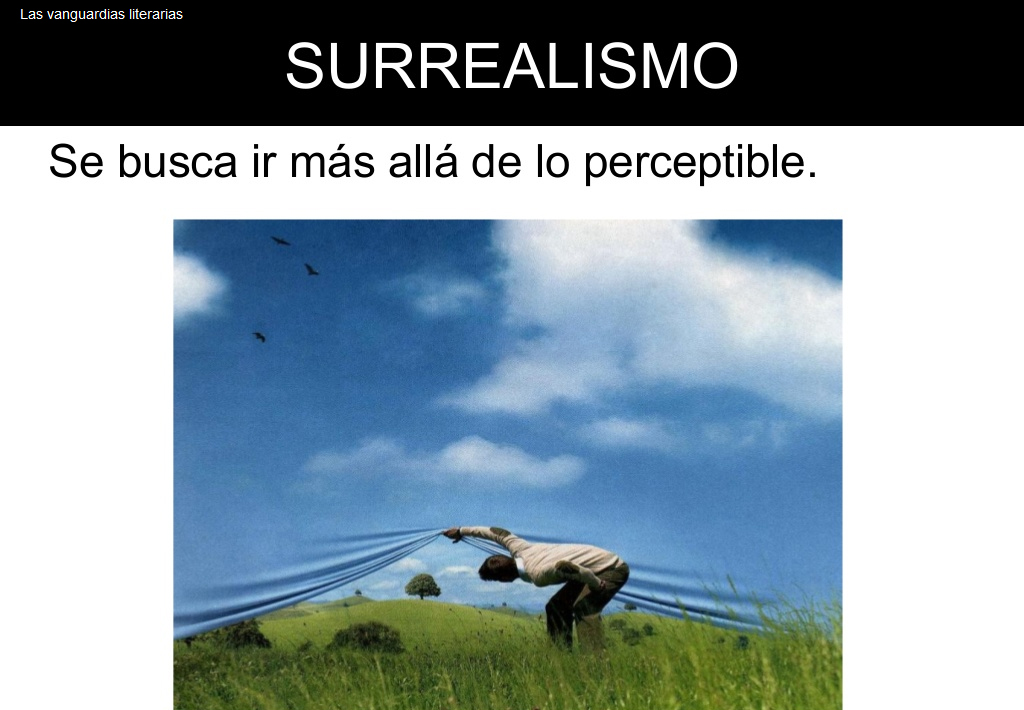 Las vanguardias literarias
SURREALISMO
Se busca ir más allá de lo perceptible.